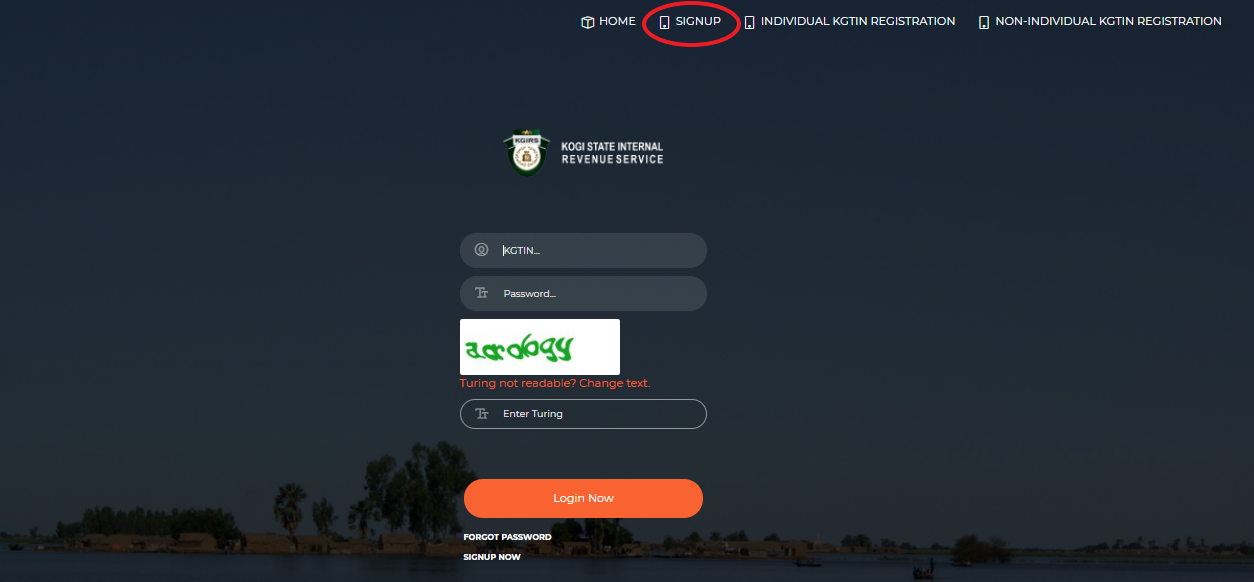 HOME SIGNUP INDIVIDUAL KGTIN REGISTRATION NON-INDIVIDUAL KGTIN REGISTRATION
KGIRS
KOGI STATE INTERNAL
REVENUE SERVICE
KGTIN...
Password...
Turing not readable? Change text.
Enter Turing
Login Now
FORGOT PASSWORD
SIGNUP NOW